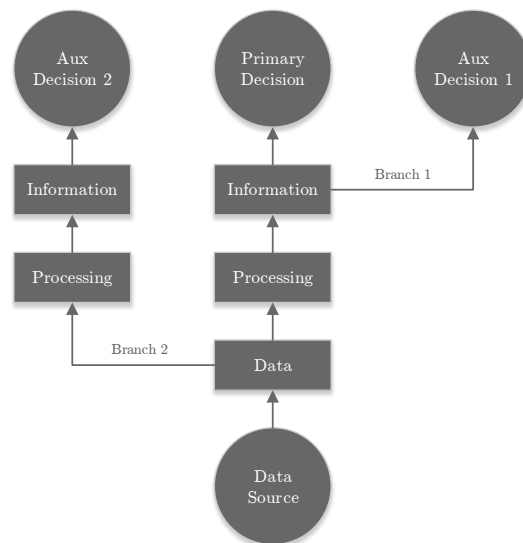 Aux
Decision 2
Primary
Decision
Aux
Decision 1
Information
Information
Branch 1
Processing
Processing
Branch 2
Data
Data
Source